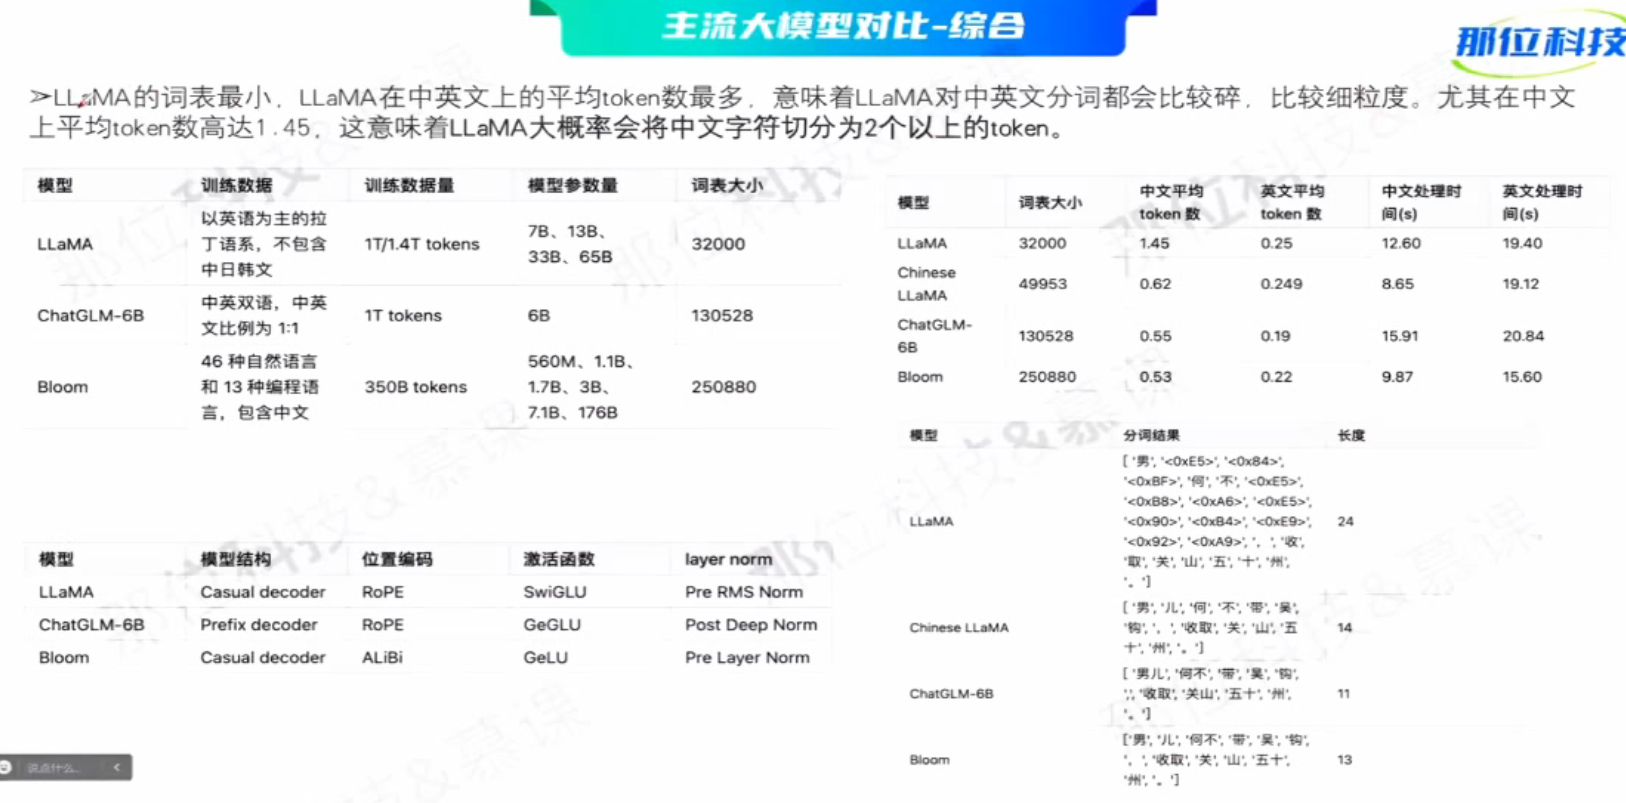 主流大模型对比-综合
那位科技
➢LLaMA的词表最小，LLaMA在中英文上的平均token数最多，意味着LLaMA对中英文分词都会比较碎，比较细粒度。尤其在中文
上平均token数高达1.45，这意味着LLaMA大概率会将中文字符切分为2个以上的token。
模型 训练数据 训练数据量 模型参数量 词表大小
以英语为主的拉
LLaMA 丁语系，不包含 1T/1.4T tokens 7B、13B、 32000
中日韩文 33B、65B
中英双语，中英
ChatGLM-6B 文比例为 1:1 1T tokens 6B 130528
46 种自然语言 560M、1.1B、
Bloom 和 13 种编程语 350B tokens 1.7B、3B、 250880
言，包含中文 7.1B、176B
模型 模型结构 位置编码 激活函数 layer norm
LLaMA Casual decoder RoPE SwiGLU Pre RMS Norm
ChatGLM-6B Prefix decoder RoPE GeGLU Post Deep Norm
Bloom Casual decoder ALiBi GeLU Pre Layer Norm
模型 词表大小 中文平均 英文平均 中文处理时 英文处理时
token 数 token 数 间(s) 间(s)
LLaMA 32000 1.45 0.25 12.60 19.40
Chinese
LLaMA 49953 0.62 0.249 8.65 19.12
ChatGLM-
6B 130528 0.55 0.19 15.91 20.84
Bloom 250880 0.53 0.22 9.87 15.60
模型 分词结果 长度
[ '男', '<0xE5>', '<0x84>',
'<0xBF>', '何', '不', '<0xE5>',
'<0xB8>', '<0xA6>', '<0xE5>',
LLaMA '<0x90>', '<0xB4>', '<0xE9>', 24
'<0x92>', '<0xA9>', '，', '收',
'取', '关', '山', '五', '十', '州',
'。']
[ '男', '儿', '何', '不', '带', '吴',
Chinese LLaMA '钩', '，', '收取', '关', '山', '五 14
十', '州', '。']
[ '男儿', '何不', '带', '吴', '钩',
ChatGLM-6B ',', '收取', '关山', '五十', '州', 11
'。']
['男', '儿', '何不', '带', '吴', '钩',
Bloom '，', '收取', '关', '山', '五十', 13
'州', '。']
说点什么...
那位科技&慕课